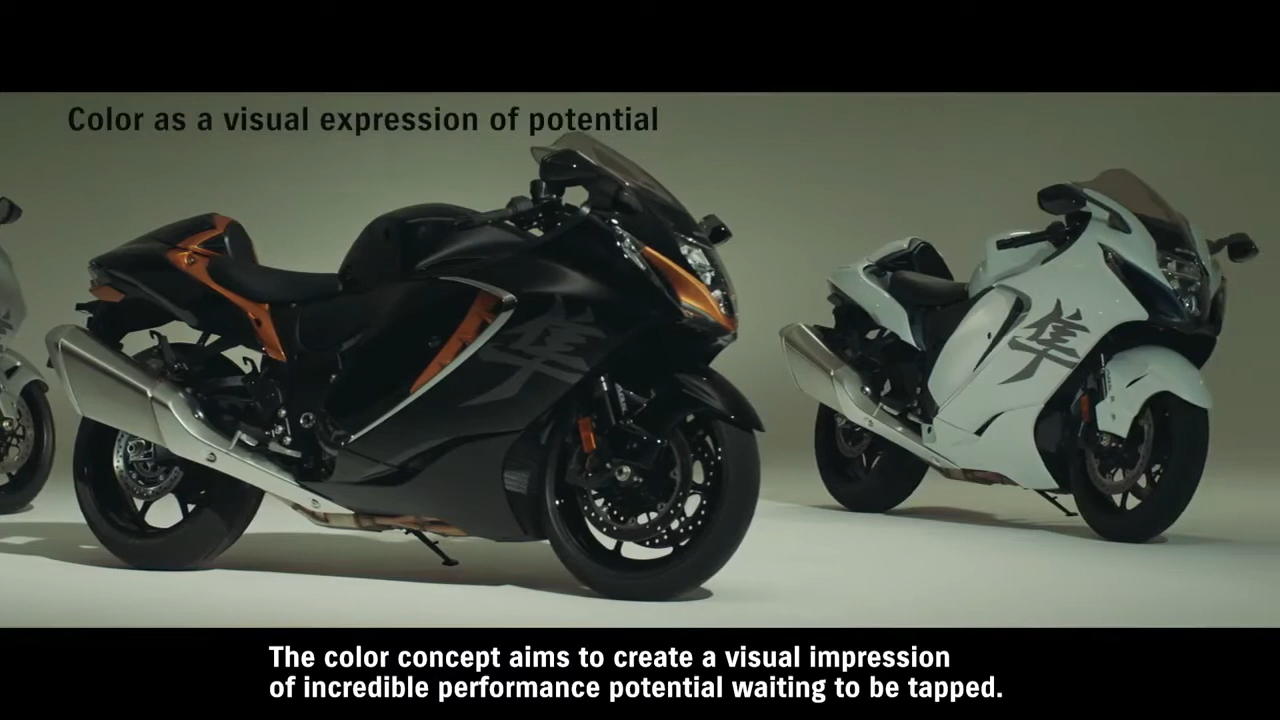 Color as a visual expression of potential
隼
隼
The color concept aims to create a visual impression
of incredible performance potential waiting to be tapped.